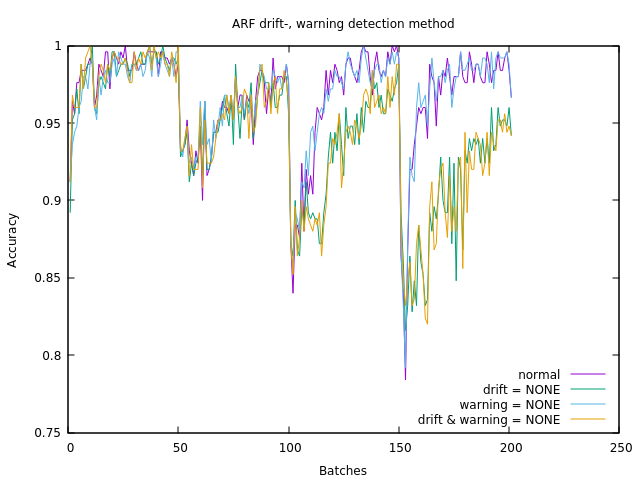 ARF drift-, warning detection method
1
0.95
0.9
0.85
0.8
0.75
Accuracy
normal
drift = NONE
warning = NONE
drift & warning = NONE
0 50 100 150 200 250
Batches